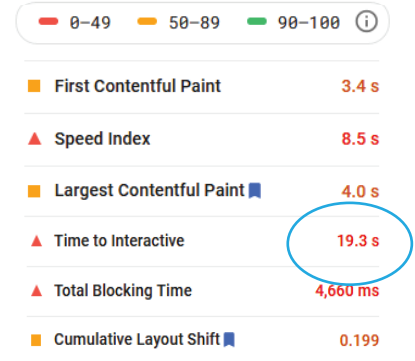 0–49 50–89 90–100
First Contentful Paint 3.4 s
Speed Index 8.5 s
Largest Contentful Paint 4.0 s
Time to Interactive 19.3 s
Total Blocking Time 4,660 ms
Cumulative Layout Shift 0.199